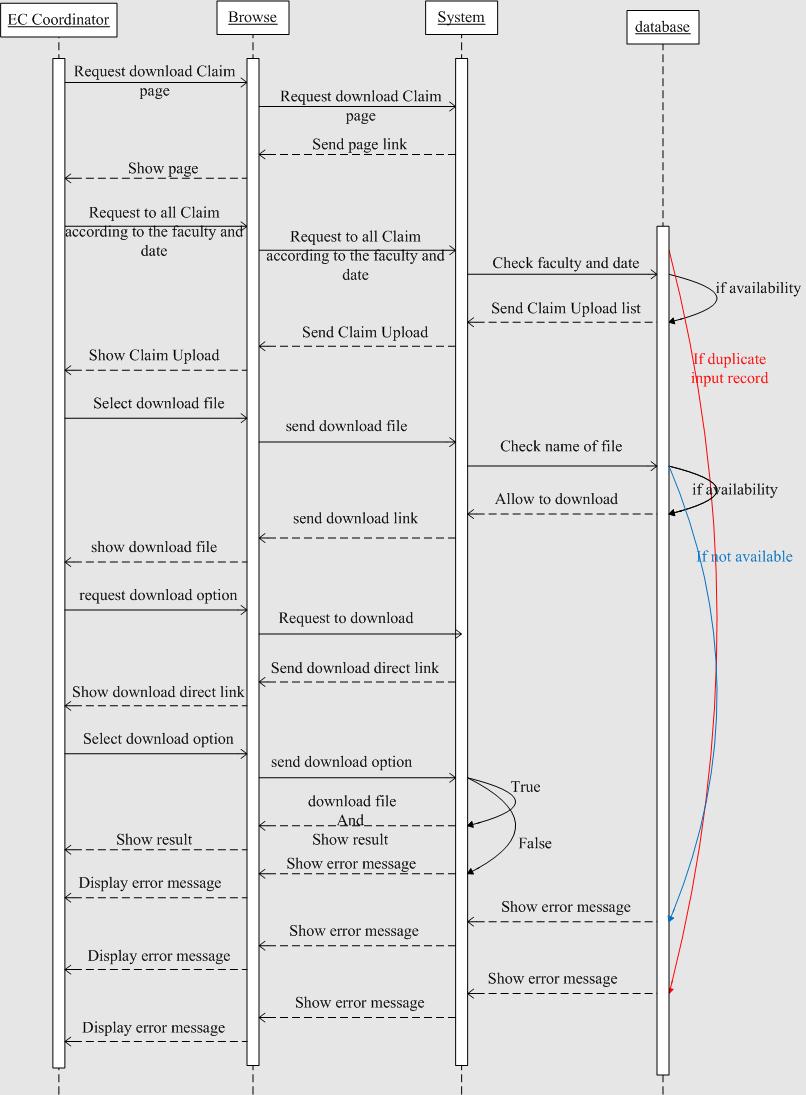 EC Coordinator
Browse
System
database
Request download Claim
page
Request download Claim
page
Send page link
Show page
Request to all Claim
according to the faculty and
date
Request to all Claim
according to the faculty and
date
Check faculty and date
if availability
Send Claim Upload list
Send Claim Upload
Show Claim Upload
If duplicate
input record
Select download file
send download file
Check name of file
if availability
Allow to download
send download link
show download file
If not available
request download option
Request to download
Send download direct link
Show download direct link
Select download option
send download option
True
download file
And
Show result
Show result
False
Show error message
Display error message
Show error message
Show error message
Display error message
Show error message
Show error message
Display error message